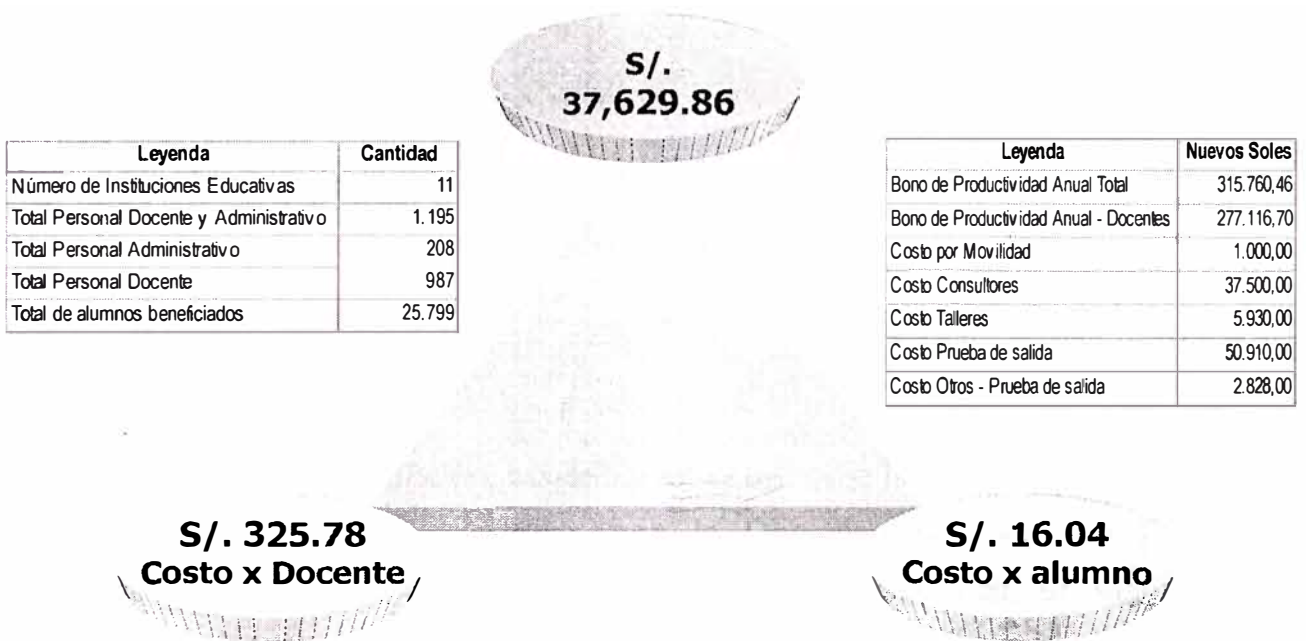 S/.
37,629.86
Leyenda Cantidad
Número de Instituciones Educativas 11
Total Personal Docente y Administrativo 1.195
Total Personal Administrativo 208
Total Personal Docente 987
Total de alumnos beneficiados 25.799
Leyenda Nuevos Soles
Bono de Productividad Anual Total 315.760,46
Bono de Productividad Anual - Docentes 277.116,70
Costo por Movilidad 1.000,00
Costo Consultores 37.500,00
Costo Talleres 5.930,00
Costo Prueba de salida 50.910,00
Costo Otros - Prueba de salida 2.828,00
S/. 325.78
Costo x Docente
S/. 16.04
Costo x alumno